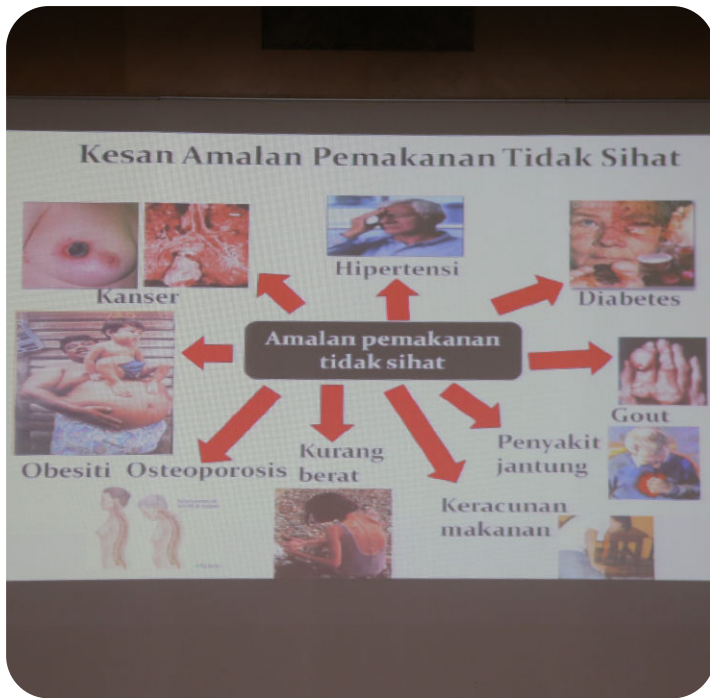 Kesan Amalan Pemakanan Tidak Sihat
Kanser
Hipertensi
Diabetes
Amalan pemakanan
tidak sihat
Gout
Obesiti
Osteoporosis
Kurang
berat
Penyakit
jantung
Keracunan
makanan